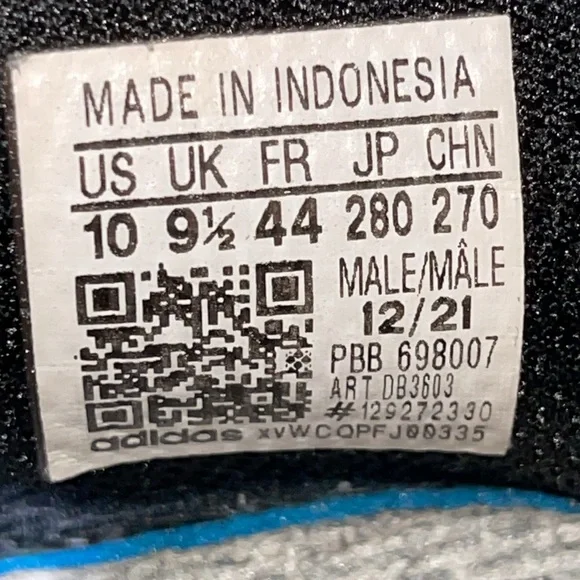 MADE IN INDONESIA
US UK FR JP CHN
10 9½ 44 280 270
MALE/MÂLE
12/21
PBB 698007
ART DB3603
#129272330
adidas xvWCQPFJ00335